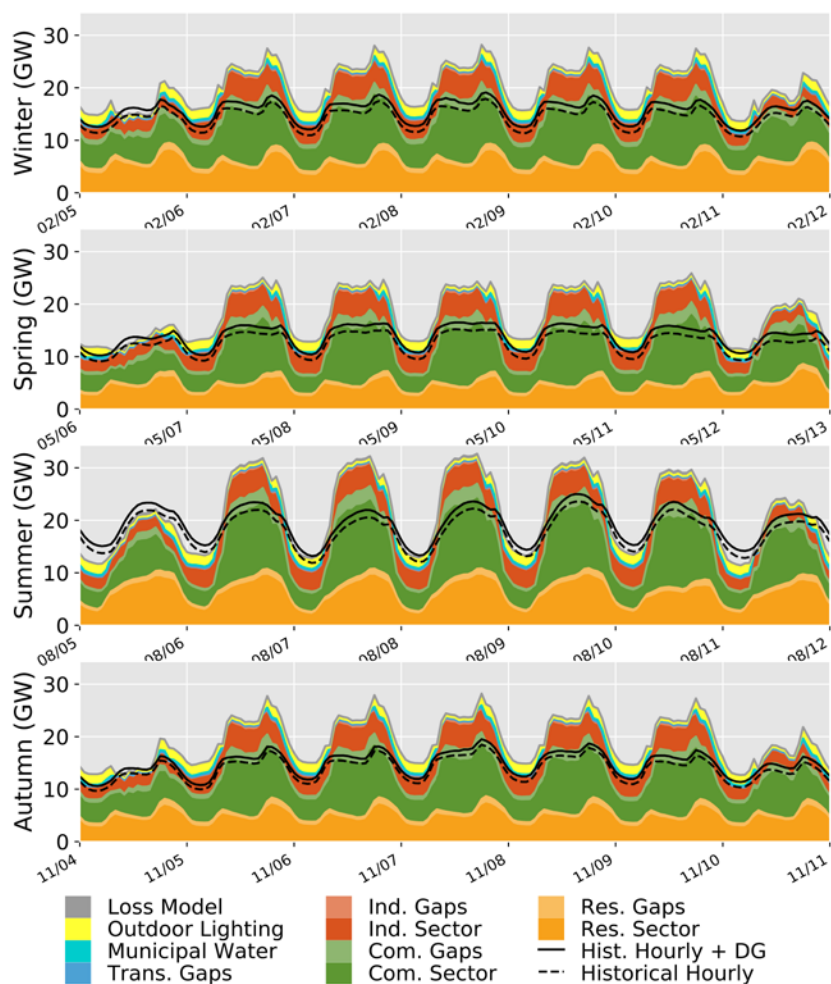 Winter (GW)
30
20
10
0
02/05 02/06 02/07 02/08 02/09 02/10 02/11 02/12
Spring (GW)
30
20
10
0
05/06 05/07 05/08 05/09 05/10 05/11 05/12 05/13
Summer (GW)
30
20
10
0
08/05 08/06 08/07 08/08 08/09 08/10 08/11 08/12
Autumn (GW)
30
20
10
0
11/04 11/05 11/06 11/07 11/08 11/09 11/10 11/11
Loss Model Ind. Gaps Res. Gaps
Outdoor Lighting Ind. Sector Res. Sector
Municipal Water Com. Gaps Hist. Hourly + DG
Trans. Gaps Com. Sector Historical Hourly